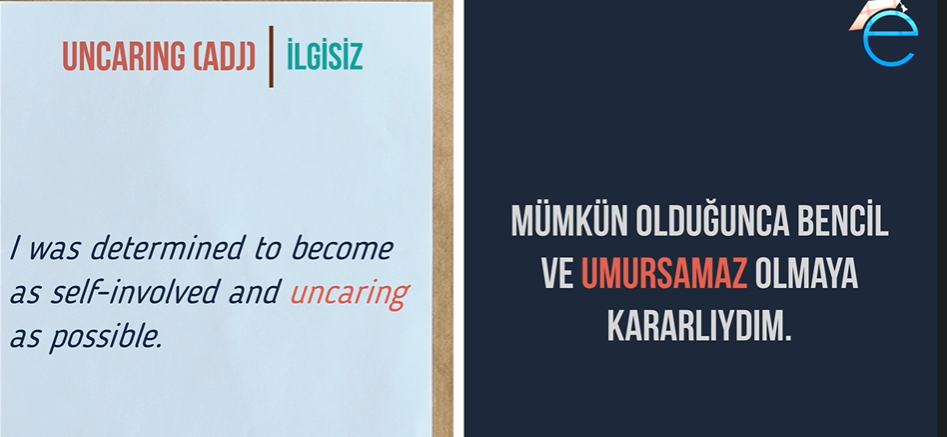 UNCARING (ADJ) | İLGİSİZ
I was determined to become
as self-involved and uncaring
as possible.
e
MÜMKÜN OLDUĞUNCA BENCİL
VE UMURSAMAZ OLMAYA
KARARLIYDIM.